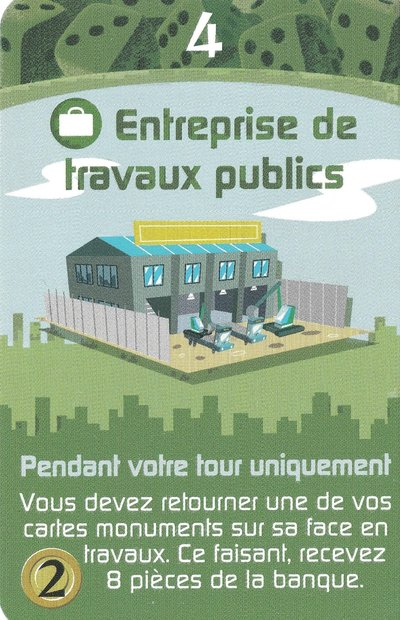 4
Entreprise de
travaux publics
Pendant votre tour uniquement
Vous devez retourner une de vos
cartes monuments sur sa face en
travaux. Ce faisant, recevez
8 pièces de la banque.
2